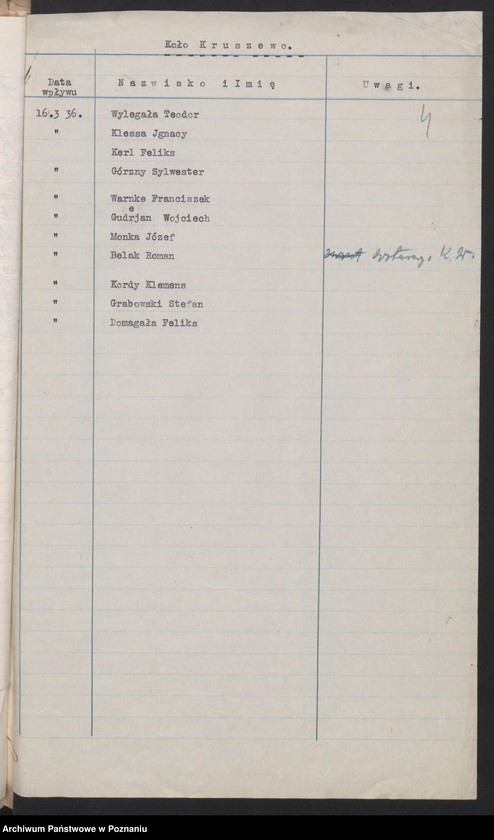 Koło Kruszewo.
Data wpływu Nazwisko i Imię Uwagi.
16.3 36. Wylegała Teodor
" Klessa Jgnacy
Kerl Feliks
" Górzny Sylwester
" Warnke Franciszek
e
" Gudrjan Wojciech
" Monka Józef
" Belak Roman K.W.
" Kordy Klemens
" Grabowski Stefan
" Domagała Feliks
4
Archiwum Państwowe w Poznaniu